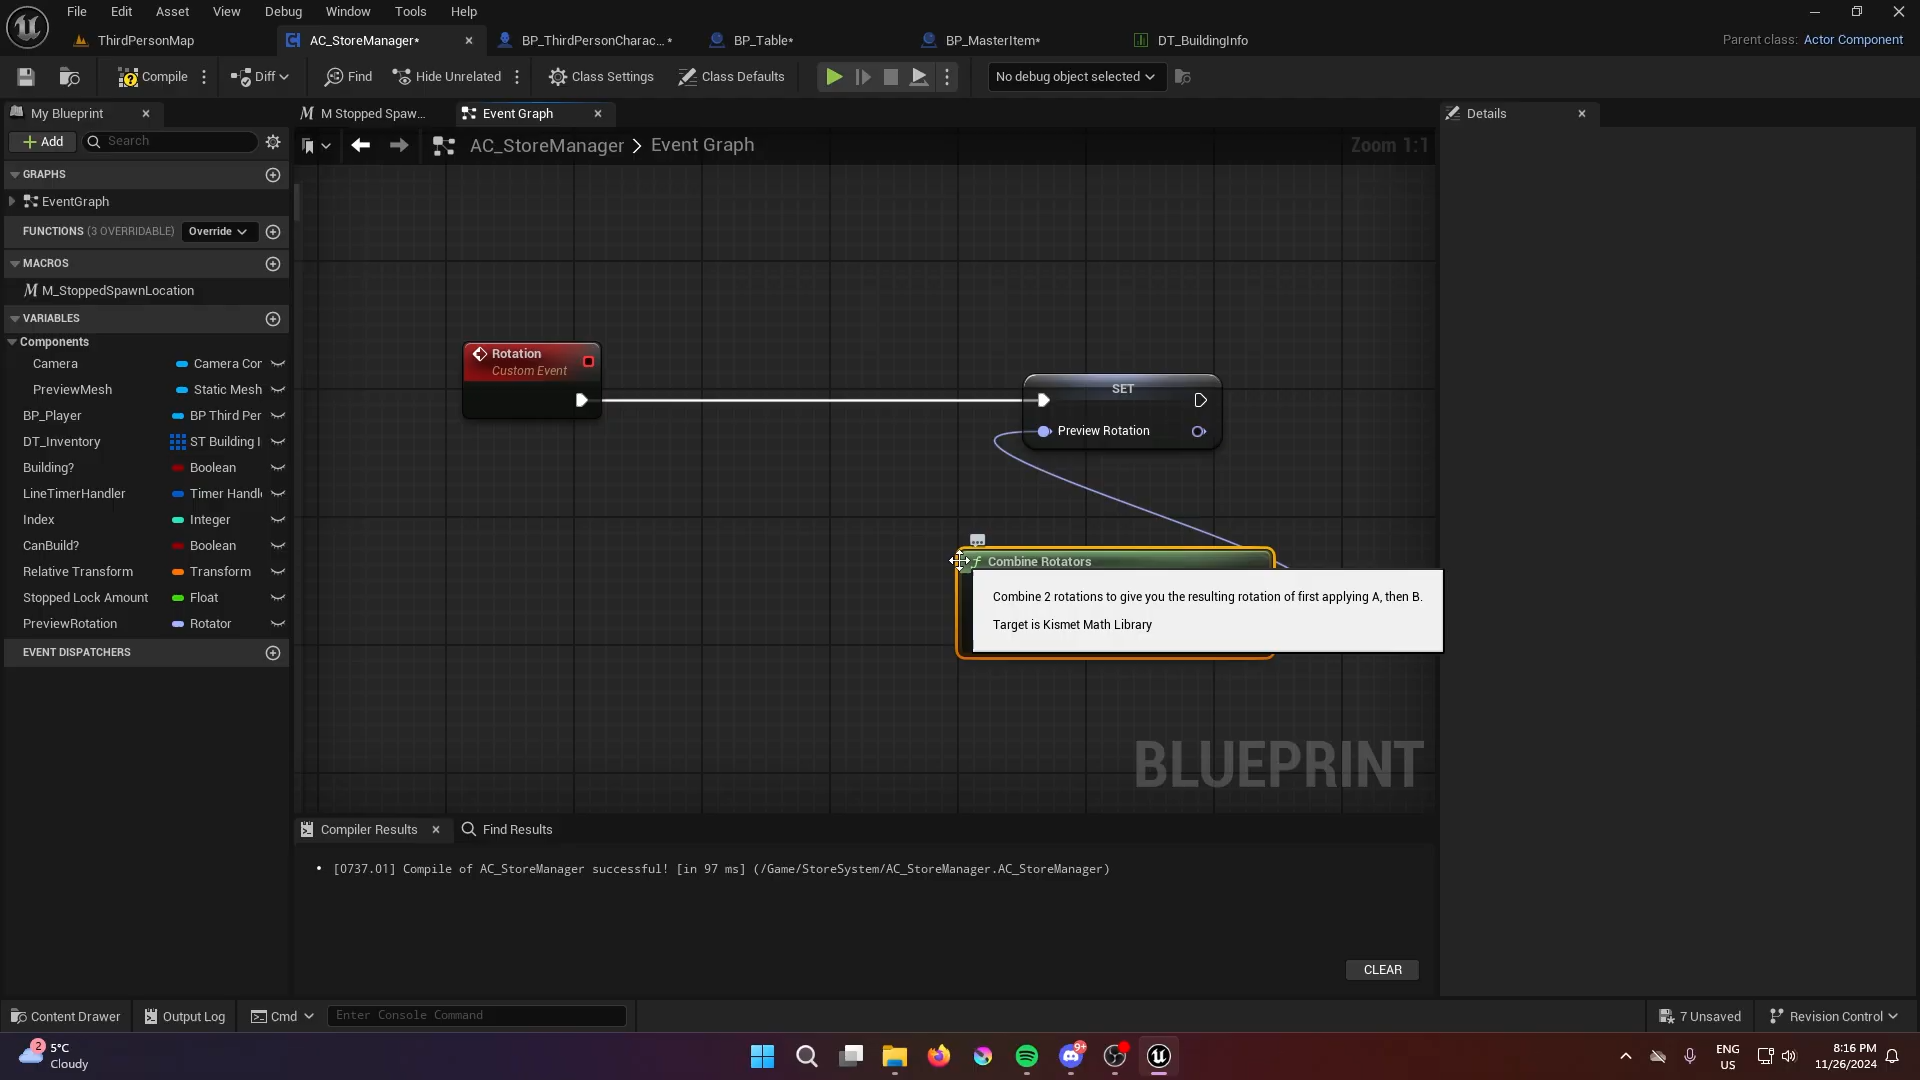 File Edit Asset View Debug Window Tools Help
ThirdPersonMap AC_StoreManager* BP_ThirdPersonCharac...* BP_Table* BP_MasterItem* DT_BuildingInfo Parent class: Actor Component
Compile Diff Find Hide Unrelated Class Settings Class Defaults No debug object selected
My Blueprint M Stopped Spaw... Event Graph Details
Add Search AC_StoreManager > Event Graph Zoom 1:1
GRAPHS
EventGraph
FUNCTIONS (3 OVERRIDABLE) Override
MACROS
M_StoppedSpawnLocation
VARIABLES
Components
Camera Camera Con
PreviewMesh Static Mesh
BP_Player BP Third Per
DT_Inventory ST Building I
Building? Boolean
LineTimerHandler Timer Handl
Index Integer
CanBuild? Boolean
Relative Transform Transform
Stopped Lock Amount Float
PreviewRotation Rotator
EVENT DISPATCHERS
Rotation
Custom Event
SET
Preview Rotation
f Combine Rotators
Combine 2 rotations to give you the resulting rotation of first applying A, then B.
Target is Kismet Math Library
BLUEPRINT
Compiler Results Find Results
• [0737.01] Compile of AC_StoreManager successful! [in 97 ms] (/Game/StoreSystem/AC_StoreManager.AC_StoreManager)
CLEAR
Content Drawer Output Log Cmd Enter Console Command 7 Unsaved Revision Control
2 5°C
Cloudy
9+
ENG
US
8:16 PM
11/26/2024